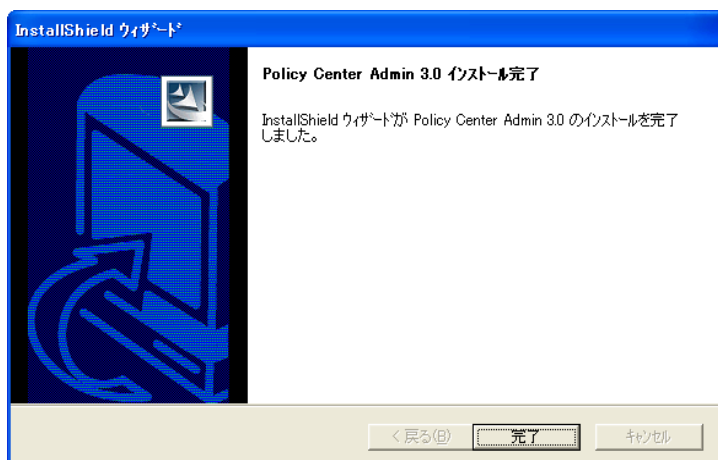 InstallShield ウィザード
Policy Center Admin 3.0 インストール完了
InstallShield ウィザードが Policy Center Admin 3.0 のインストールを完了
しました。
< 戻る(B)
完了
キャンセル